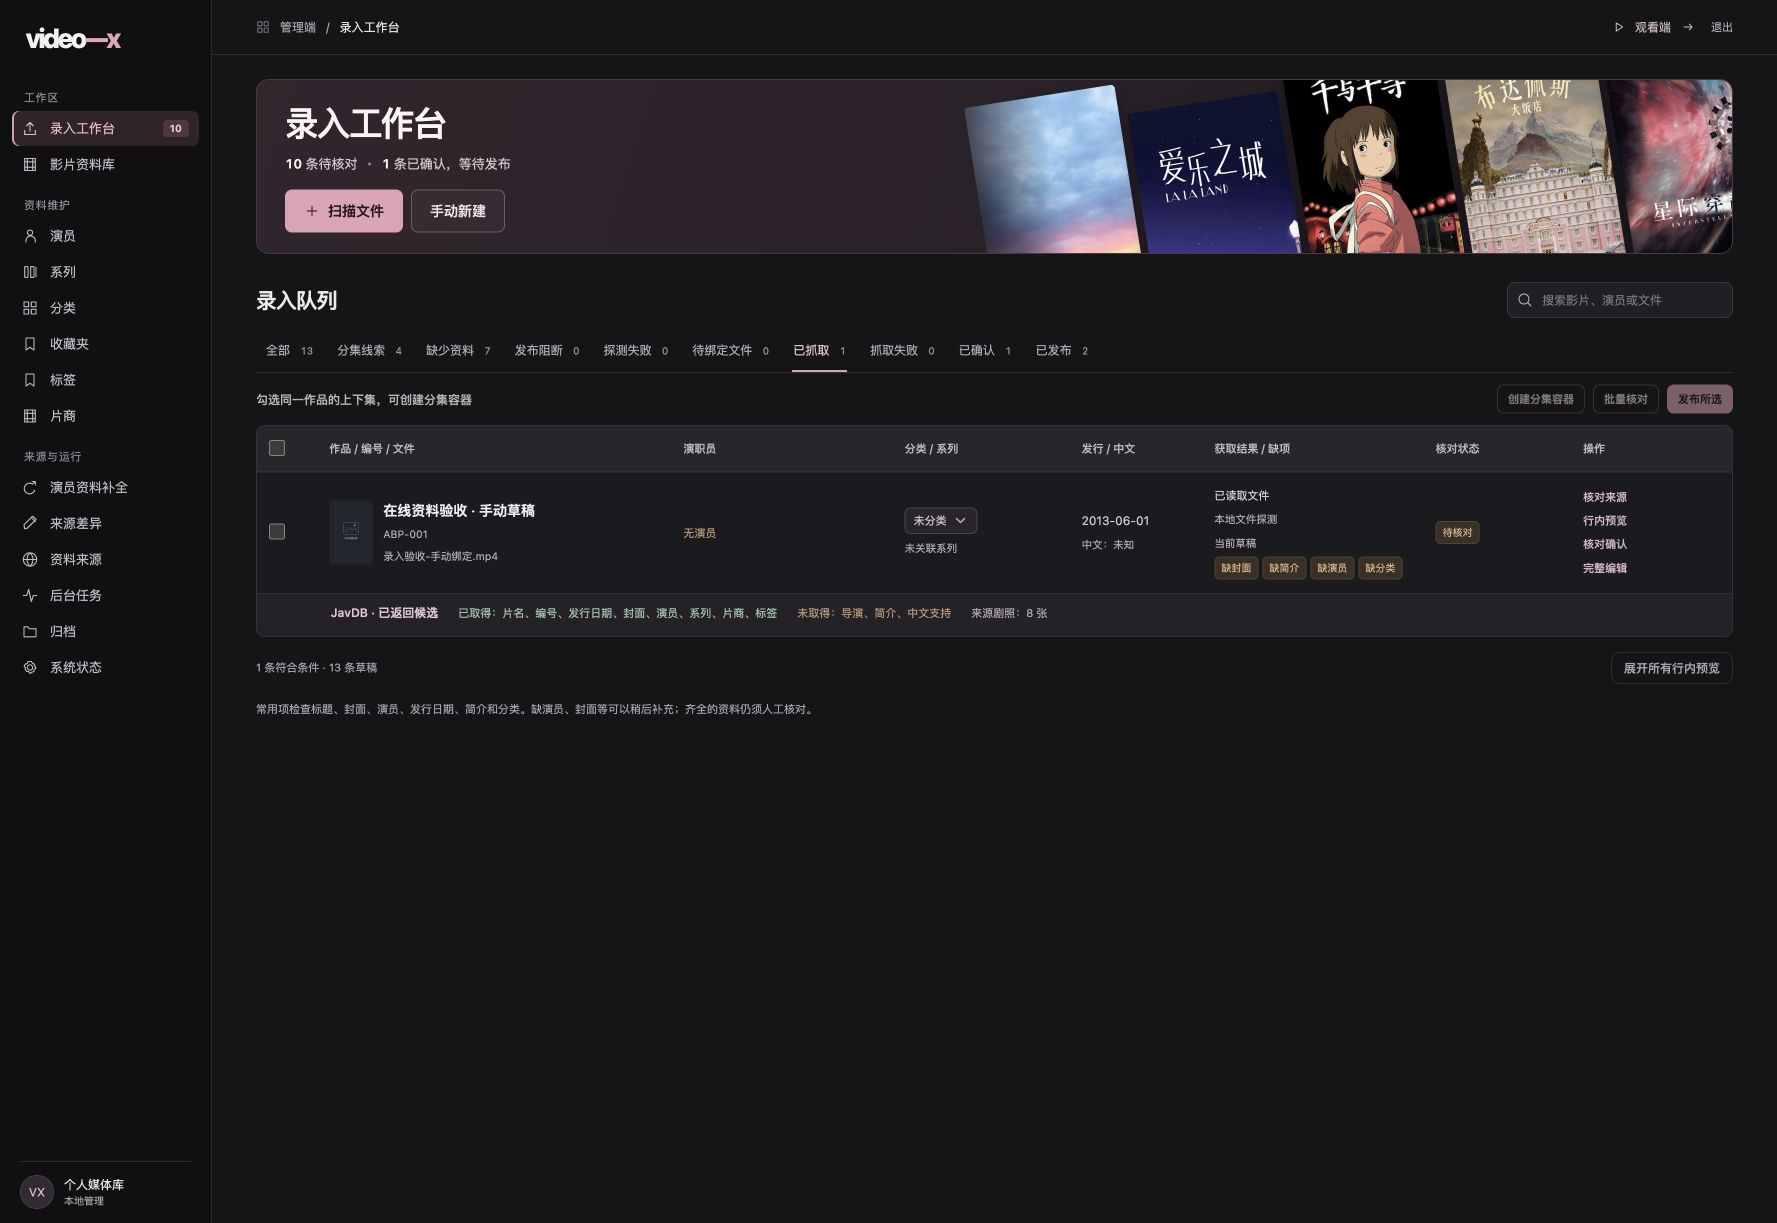 video—x
管理端 / 录入工作台
观看端 → 退出
工作区
录入工作台 10
影片资料库
资料维护
演员
系列
分类
收藏夹
标签
片商
来源与运行
演员资料补全
来源差异
资料来源
后台任务
归档
系统状态
VX
个人媒体库
本地管理
录入工作台
10 条待核对 • 1 条已确认，等待发布
+ 扫描文件
手动新建
爱乐之城
LA LA LAND
千与千寻
布达佩斯
大饭店
星际穿
INTERSTELL
录入队列
搜索影片、演员或文件
全部 13
分集线索 4
缺少资料 7
发布阻断 0
探测失败 0
待绑定文件 0
已抓取 1
抓取失败 0
已确认 1
已发布 2
勾选同一作品的上下集，可创建分集容器
创建分集容器
批量核对
发布所选
作品 / 编号 / 文件
演职员
分类 / 系列
发行 / 中文
获取结果 / 缺项
核对状态
操作
在线资料验收 · 手动草稿
ABP-001
录入验收-手动绑定.mp4
无演员
未分类
未关联系列
2013-06-01
中文：未知
已读取文件
本地文件探测
当前草稿
缺封面 缺简介 缺演员 缺分类
待核对
核对来源
行内预览
核对确认
完整编辑
JavDB · 已返回候选 已取得：片名、编号、发行日期、封面、演员、系列、片商、标签 未取得：导演、简介、中文支持 来源剧照：8 张
1 条符合条件 · 13 条草稿
展开所有行内预览
常用项检查标题、封面、演员、发行日期、简介和分类。缺演员、封面等可以稍后补充；齐全的资料仍须人工核对。